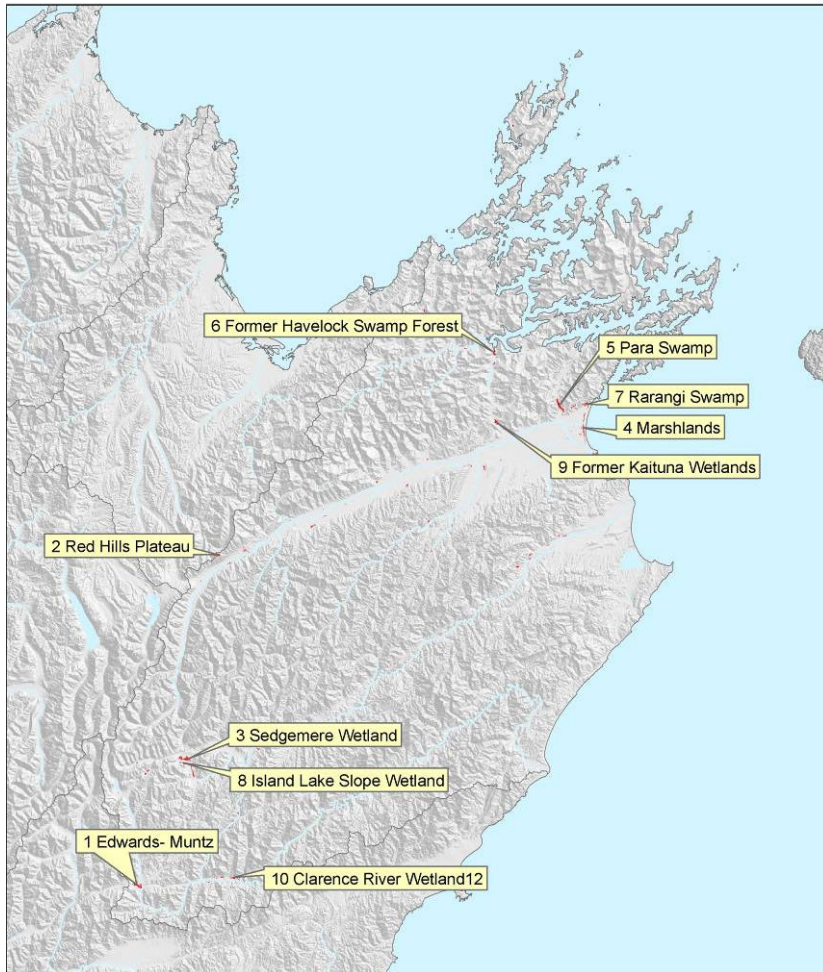 6 Former Havelock Swamp Forest
5 Para Swamp
7 Rarangi Swamp
4 Marshlands
9 Former Kaituna Wetlands
2 Red Hills Plateau
3 Sedgemere Wetland
8 Island Lake Slope Wetland
1 Edwards- Muntz
10 Clarence River Wetland12